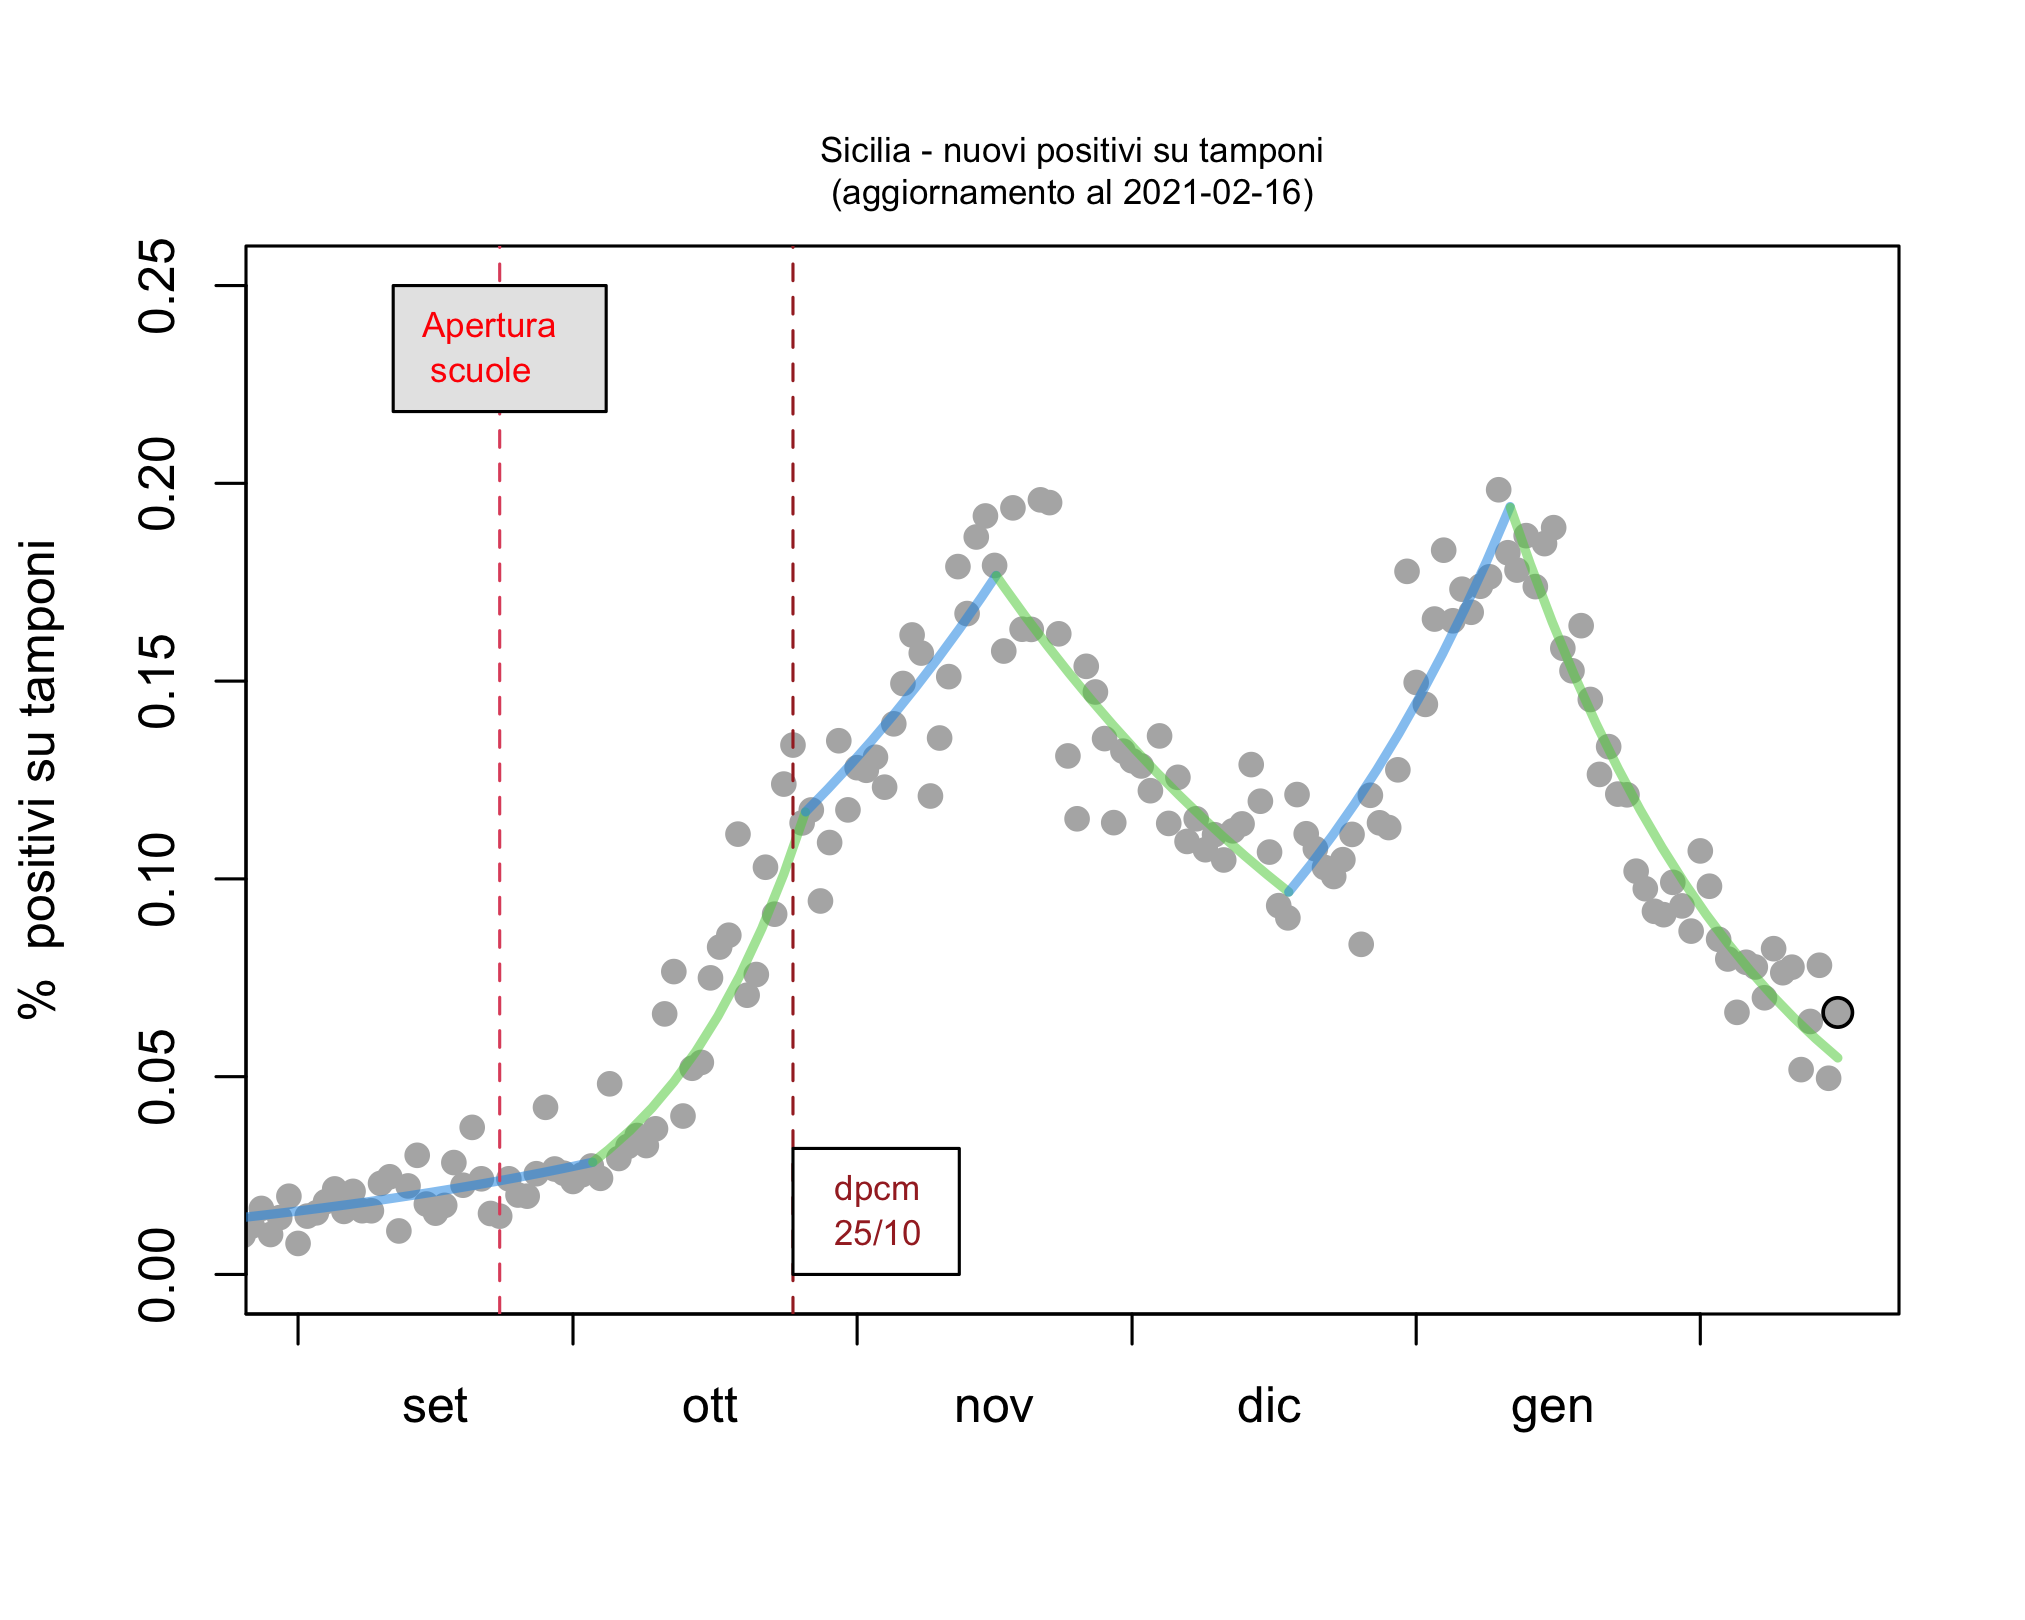 Sicilia - nuovi positivi su tamponi
(aggiornamento al 2021-02-16)
% positivi su tamponi
0.25
0.20
0.15
0.10
0.05
0.00
Apertura
scuole
dpcm
25/10
set
ott
nov
dic
gen